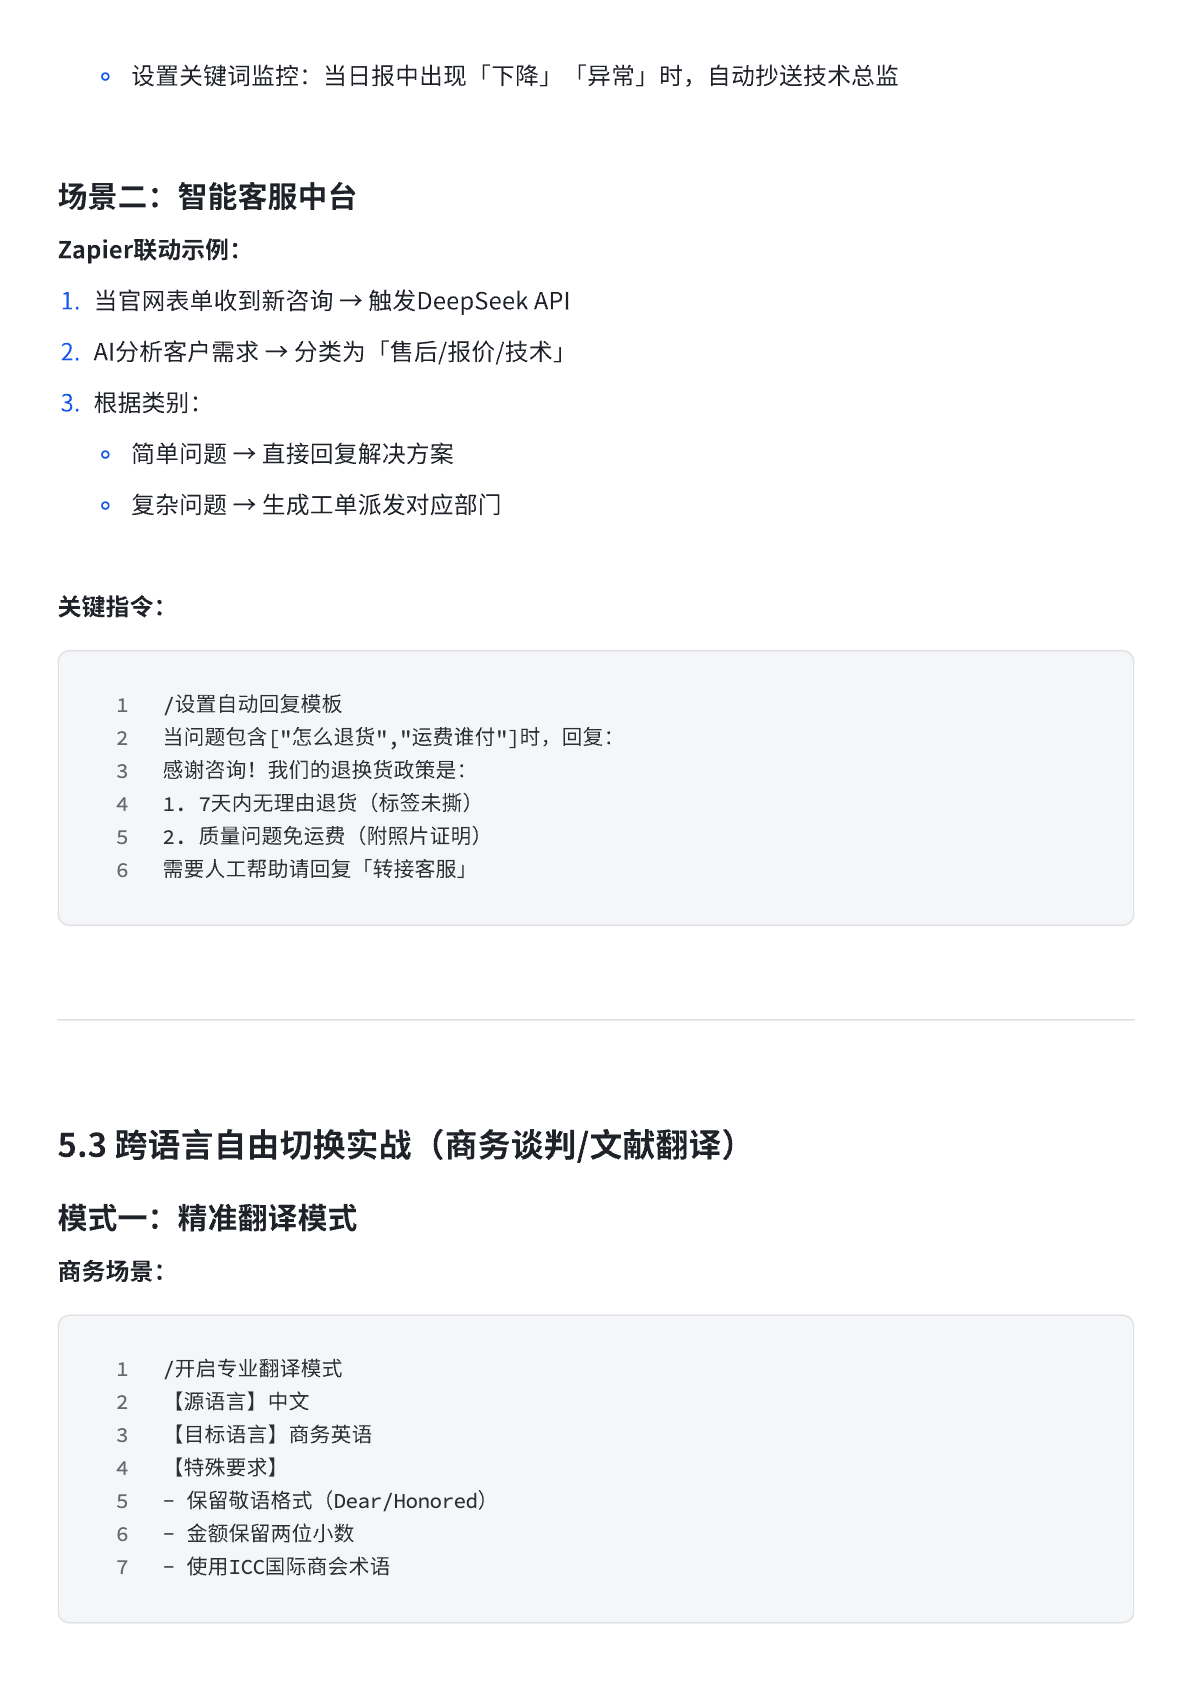 设置关键词监控：当日报中出现「下降」「异常」时，自动抄送技术总监
场景二：智能客服中台
Zapier联动示例：
1. 当官网表单收到新咨询 → 触发DeepSeek API
2. AI分析客户需求 → 分类为「售后/报价/技术」
3. 根据类别：
简单问题 → 直接回复解决方案
复杂问题 → 生成工单派发对应部门
关键指令：
1 /设置自动回复模板
2 当问题包含["怎么退货","运费谁付"]时，回复：
3 感谢咨询！我们的退换货政策是：
4 1. 7天内无理由退货（标签未撕）
5 2. 质量问题免运费（附照片证明）
6 需要人工帮助请回复「转接客服」
5.3 跨语言自由切换实战（商务谈判/文献翻译）
模式一：精准翻译模式
商务场景：
1 /开启专业翻译模式
2 【源语言】中文
3 【目标语言】商务英语
4 【特殊要求】
5 - 保留敬语格式（Dear/Honored）
6 - 金额保留两位小数
7 - 使用ICC国际商会术语